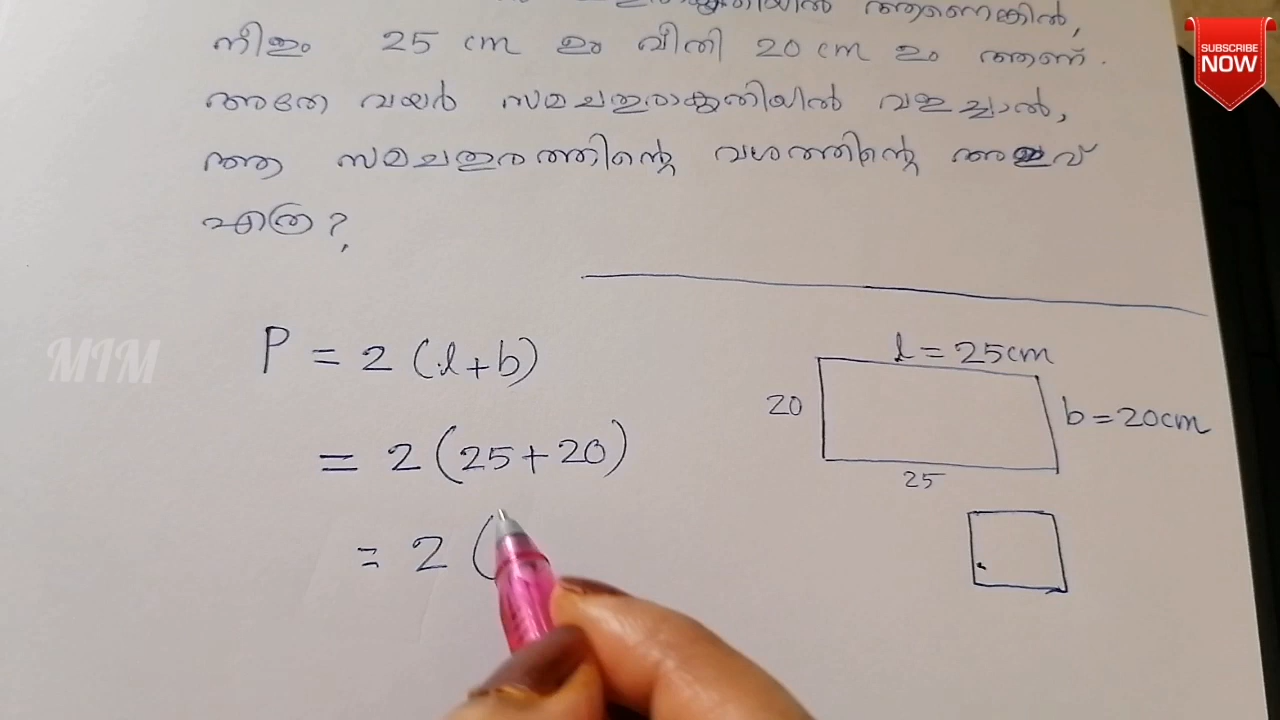 ആണെങ്കിൽ,
നീളം 25 cm ഉം വീതി 20 cm ഉം ആണ്.
അതേ വയർ സമചതുരാകൃതിയിൽ വളച്ചാൽ,
ആ സമചതുരത്തിന്റെ വശത്തിന്റെ അളവ്
എത്ര?
P = 2 (l+b)
= 2 (25+20)
= 2 (
l = 25cm
20
b = 20cm
25
MIM
SUBSCRIBE
NOW